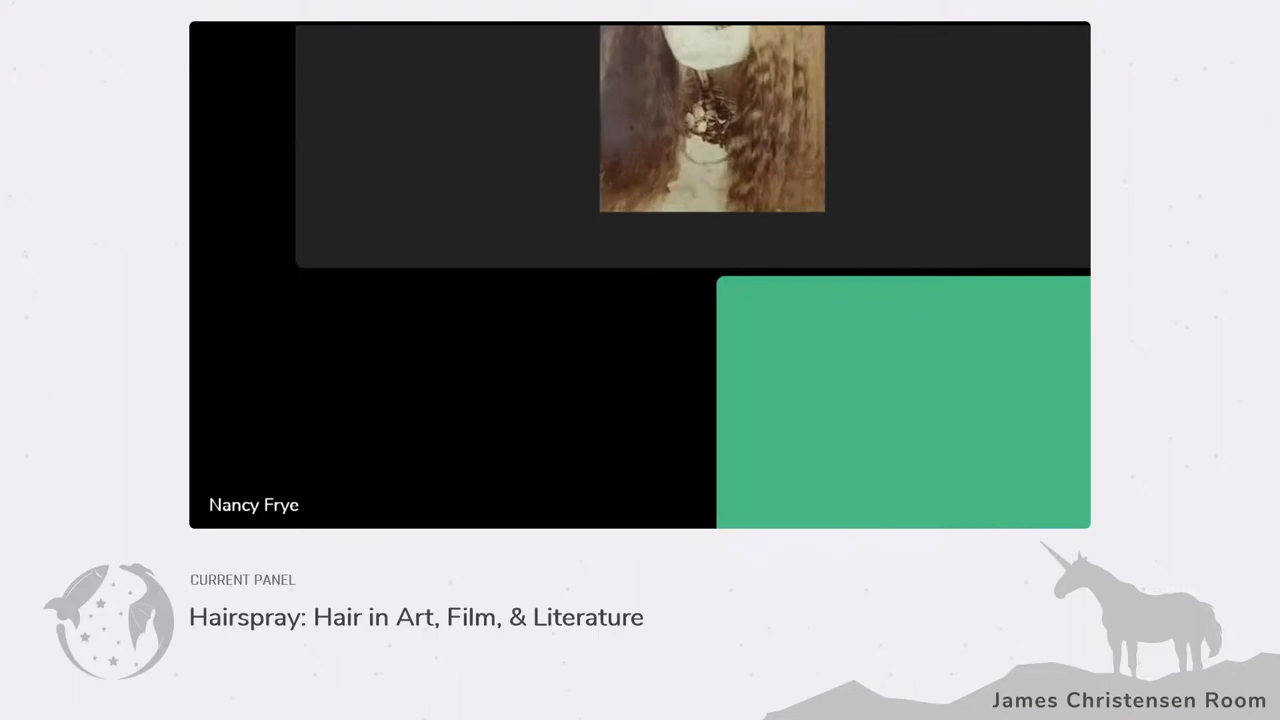 Nancy Frye
CURRENT PANEL
Hairspray: Hair in Art, Film, & Literature
James Christensen Room